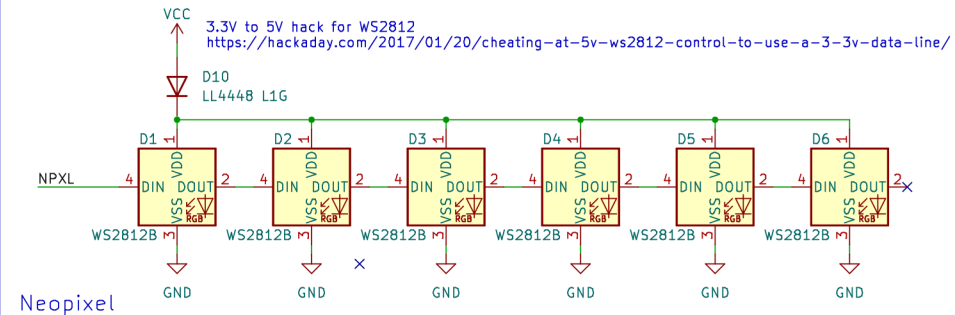 VCC
3.3V to 5V hack for WS2812
https://hackaday.com/2017/01/20/cheating-at-5v-ws2812-control-to-use-a-3-3v-data-line/
D10
LL4448 L1G
D1 1 D2 1 D3 1 D4 1 D5 1 D6 1
VDD VDD VDD VDD VDD VDD
NPXL 4 DIN DOUT 2 4 DIN DOUT 2 4 DIN DOUT 2 4 DIN DOUT 2 4 DIN DOUT 2 4 DIN DOUT 2
VSS RGB VSS RGB VSS RGB VSS RGB VSS RGB VSS RGB
WS2812B 3 WS2812B 3 WS2812B 3 WS2812B 3 WS2812B 3 WS2812B 3
GND GND GND GND GND GND
Neopixel